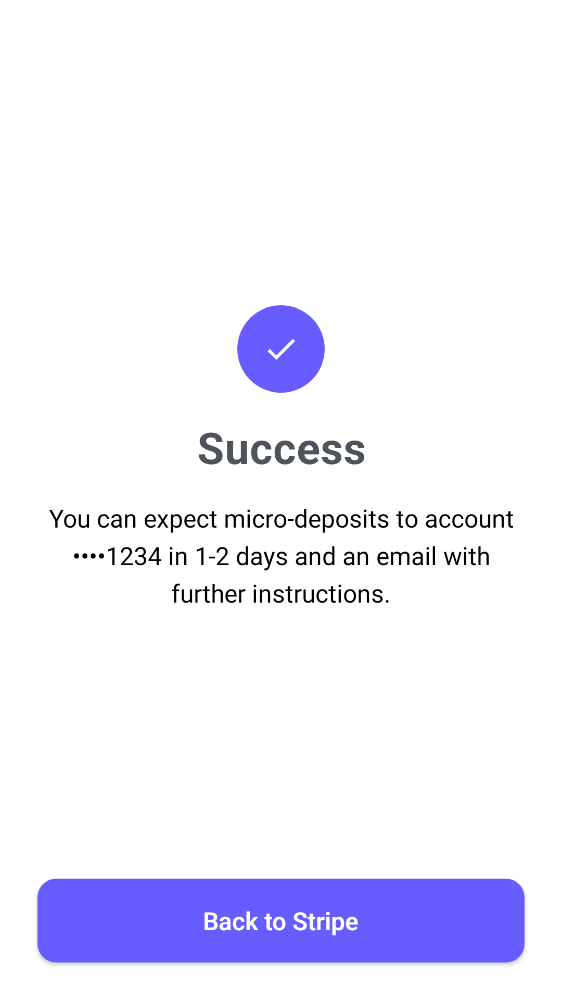 Success
You can expect micro-deposits to account
••••1234 in 1-2 days and an email with
further instructions.
Back to Stripe